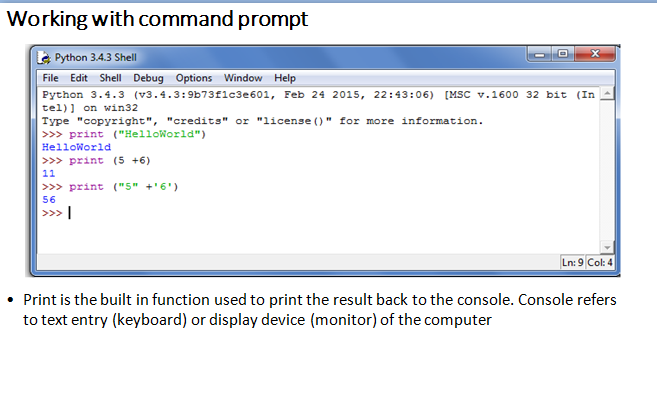 Working with command prompt
Python 3.4.3 Shell
File Edit Shell Debug Options Window Help
Python 3.4.3 (v3.4.3:9b73f1c3e601, Feb 24 2015, 22:43:06) [MSC v.1600 32 bit (In
tel)] on win32
Type "copyright", "credits" or "license()" for more information.
>>> print ("HelloWorld")
HelloWorld
>>> print (5 +6)
11
>>> print ("5" +'6')
56
>>>
Ln: 9 Col: 4
• Print is the built in function used to print the result back to the console. Console refers
to text entry (keyboard) or display device (monitor) of the computer